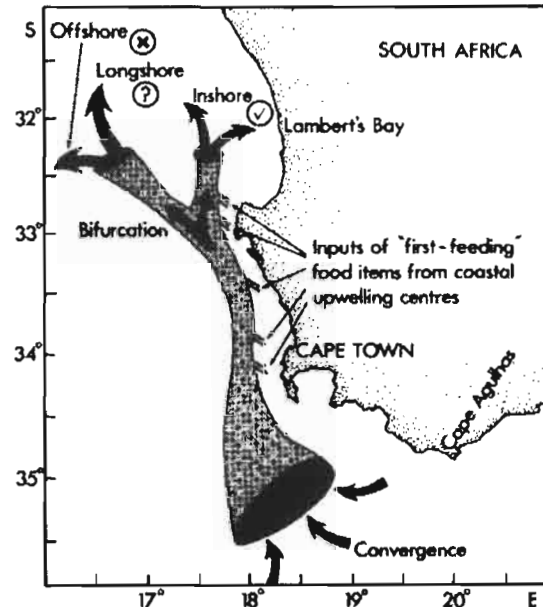 S
Offshore
Longshore
?
SOUTH AFRICA
Inshore
Lambert's Bay
32°
33°
Bifurcation
Inputs of "first-feeding"
food items from coastal
upwelling centres
34°
CAPE TOWN
Cape Agulhas
35°
Convergence
17° 18° 19° 20° E